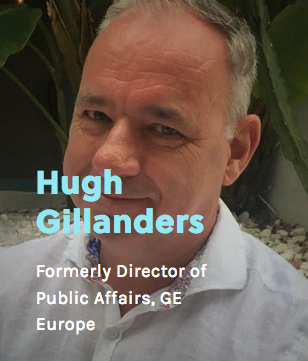 Hugh
Gillanders
Formerly Director of
Public Affairs, GE
Europe